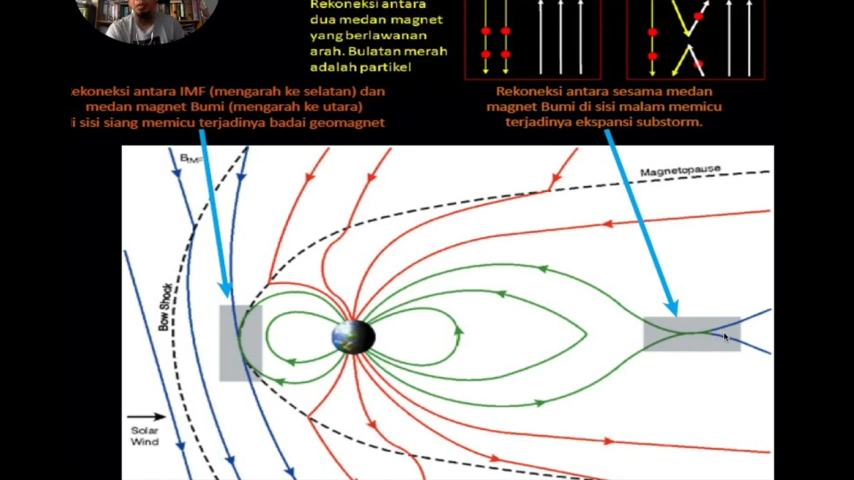 Rekoneksi antara
dua medan magnet
yang berlawanan
arah. Bulatan merah
adalah partikel
ekoneksi antara IMF (mengarah ke selatan) dan
medan magnet Bumi (mengarah ke utara)
i sisi siang memicu terjadinya badai geomagnet
Rekoneksi antara sesama medan
magnet Bumi di sisi malam memicu
terjadinya ekspansi substorm.
BIMF
Magnetopause
Bow Shock
Solar
Wind